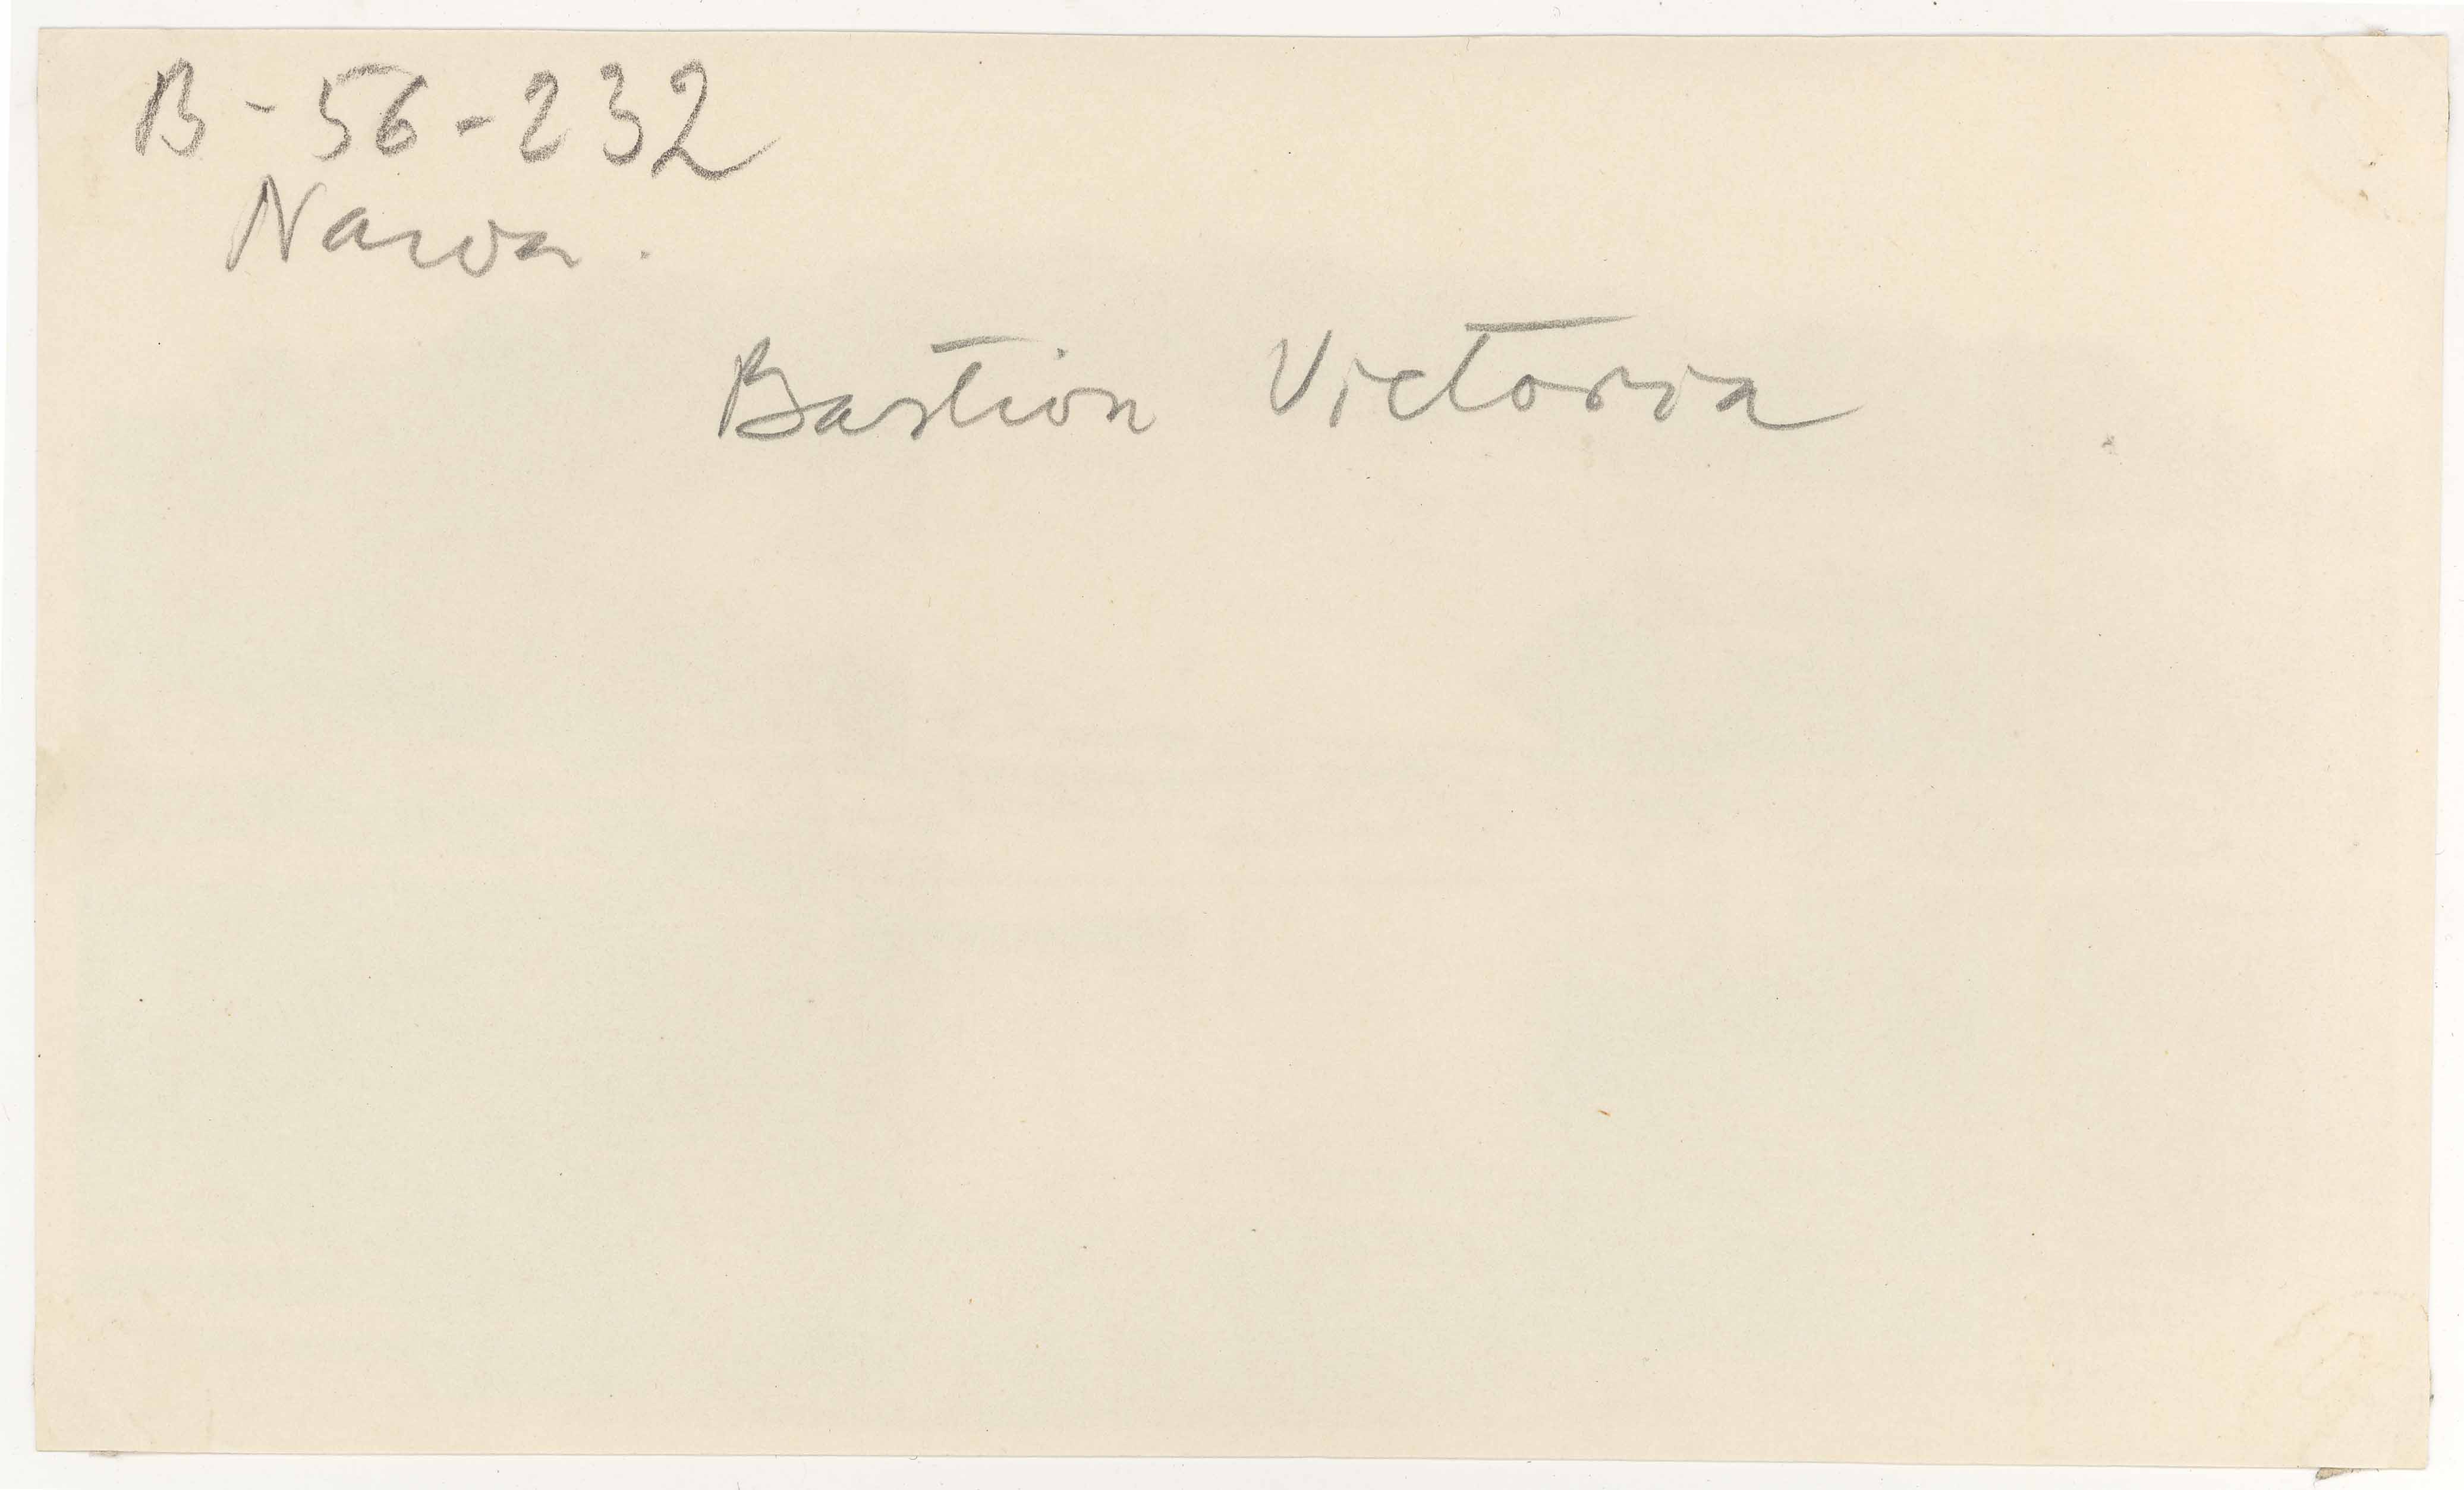 B-56-232
Narva.
Bastion Victoria